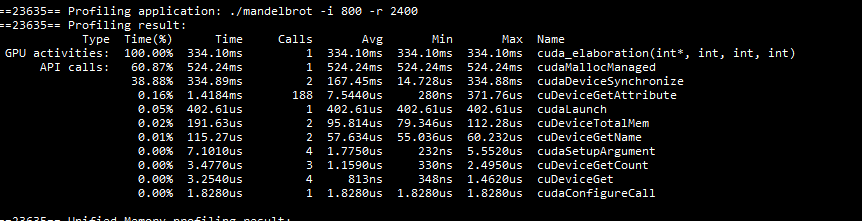 ==23635== Profiling application: ./mandelbrot -i 800 -r 2400
==23635== Profiling result:
Type Time(%) Time Calls Avg Min Max Name
GPU activities: 100.00% 334.10ms 1 334.10ms 334.10ms 334.10ms cuda_elaboration(int*, int, int, int)
API calls: 60.87% 524.24ms 1 524.24ms 524.24ms 524.24ms cudaMallocManaged
38.88% 334.89ms 2 167.45ms 14.728us 334.88ms cudaDeviceSynchronize
0.16% 1.4184ms 188 7.5440us 280ns 371.76us cuDeviceGetAttribute
0.05% 402.61us 1 402.61us 402.61us 402.61us cudaLaunch
0.02% 191.63us 2 95.814us 79.346us 112.28us cuDeviceTotalMem
0.01% 115.27us 2 57.634us 55.036us 60.232us cuDeviceGetName
0.00% 7.1010us 4 1.7750us 232ns 5.5520us cudaSetupArgument
0.00% 3.4770us 3 1.1590us 330ns 2.4950us cuDeviceGetCount
0.00% 3.2540us 4 813ns 348ns 1.4620us cuDeviceGet
0.00% 1.8280us 1 1.8280us 1.8280us 1.8280us cudaConfigureCall
==23635== Unified Memory profiling result: